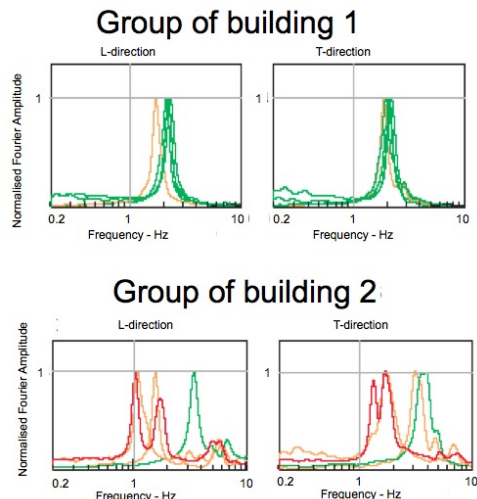 Group of building 1
L-direction
T-direction
Normalised Fourier Amplitude
1
1
0.2
1
10
0.2
1
10
Frequency - Hz
Frequency - Hz
Group of building 2
L-direction
T-direction
Normalised Fourier Amplitude
1
1
0.2
1
10
0.2
1
10
Frequency - Hz
Frequency - Hz